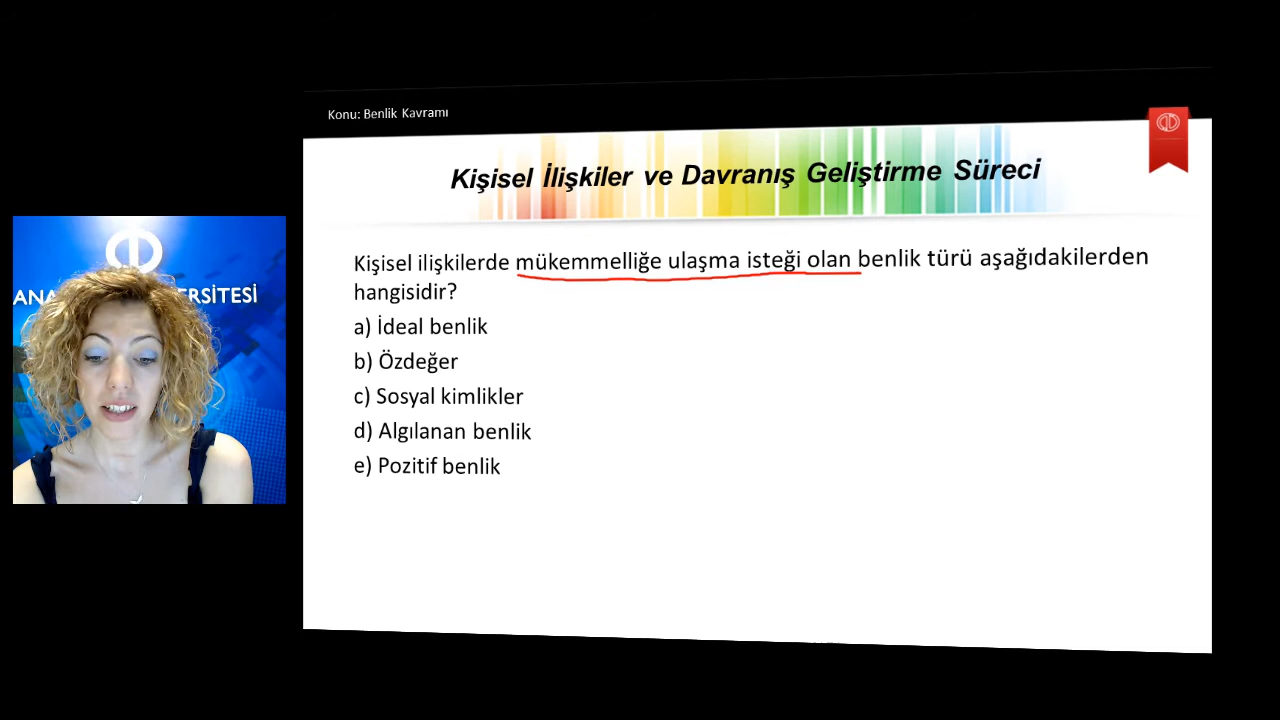 Konu: Benlik Kavramı
Kişisel İlişkiler ve Davranış Geliştirme Süreci
Kişisel ilişkilerde mükemmelliğe ulaşma isteği olan benlik türü aşağıdakilerden
hangisidir?
a) İdeal benlik
b) Özdeğer
c) Sosyal kimlikler
d) Algılanan benlik
e) Pozitif benlik
ANA
ERSİTESİ